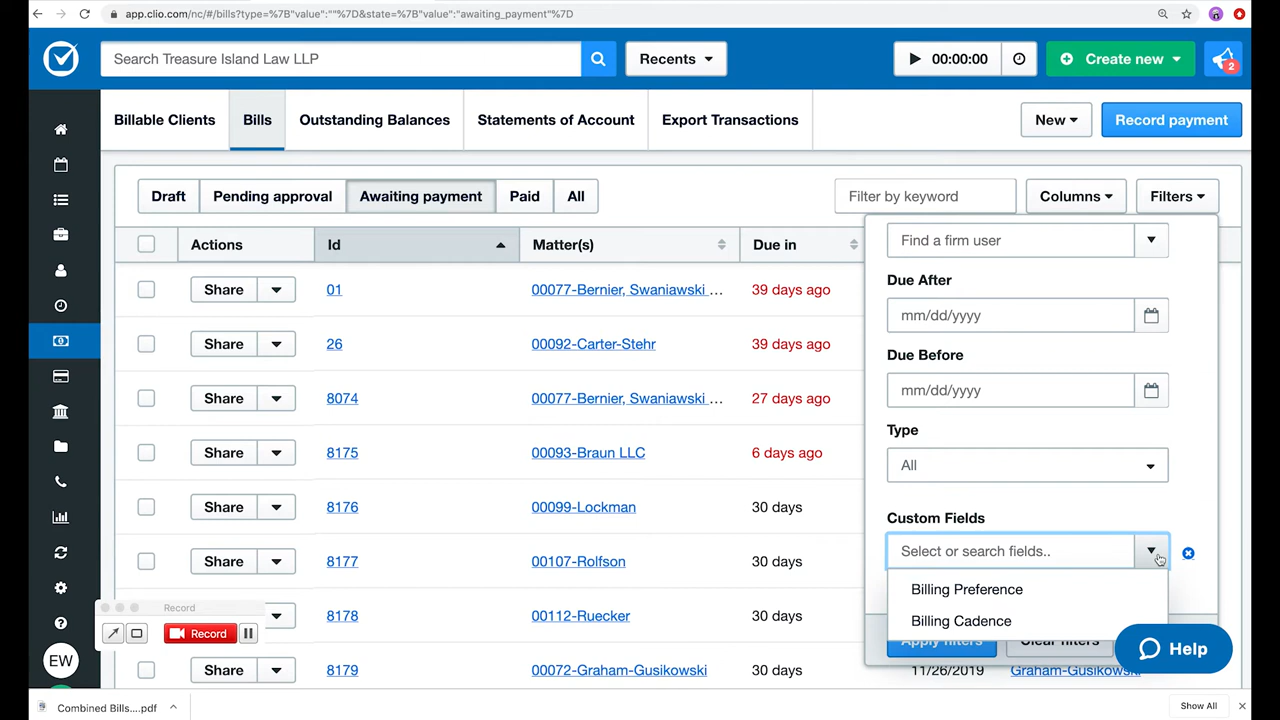 app.clio.com/nc/#/bills?type=%7B"value":""%7D&state=%7B"value":"awaiting_payment"%7D
Search Treasure Island Law LLP
Recents
00:00:00
Create new
2
Billable Clients
Bills
Outstanding Balances
Statements of Account
Export Transactions
New
Record payment
Draft
Pending approval
Awaiting payment
Paid
All
Filter by keyword
Columns
Filters
Actions
Id
Matter(s)
Due in
Share
01
00077-Bernier, Swaniawski ...
39 days ago
Share
26
00092-Carter-Stehr
39 days ago
Share
8074
00077-Bernier, Swaniawski ...
27 days ago
Share
8175
00093-Braun LLC
6 days ago
Share
8176
00099-Lockman
30 days
Share
8177
00107-Rolfson
30 days
8178
00112-Ruecker
30 days
Share
8179
00072-Graham-Gusikowski
30 days
11/26/2019
Graham-Gusikowski
Find a firm user
Due After
mm/dd/yyyy
Due Before
mm/dd/yyyy
Type
All
Custom Fields
Select or search fields..
Billing Preference
Billing Cadence
Apply filters
Clear filters
Help
Record
Record
EW
Combined Bills....pdf
Show All